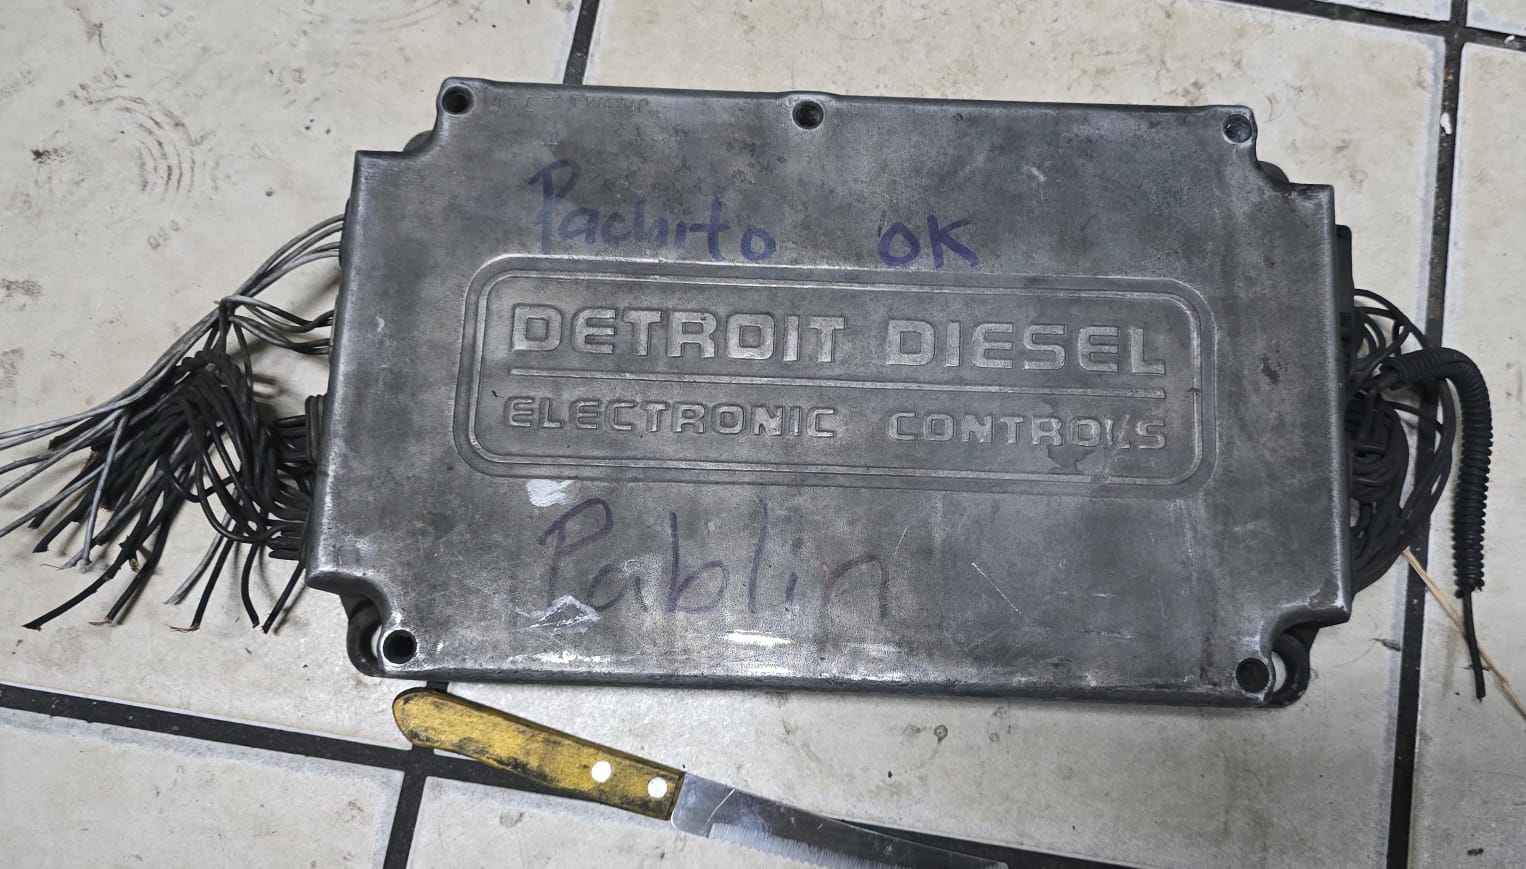 Pachito OK
DETROIT DIESEL
ELECTRONIC CONTROLS
Pablin